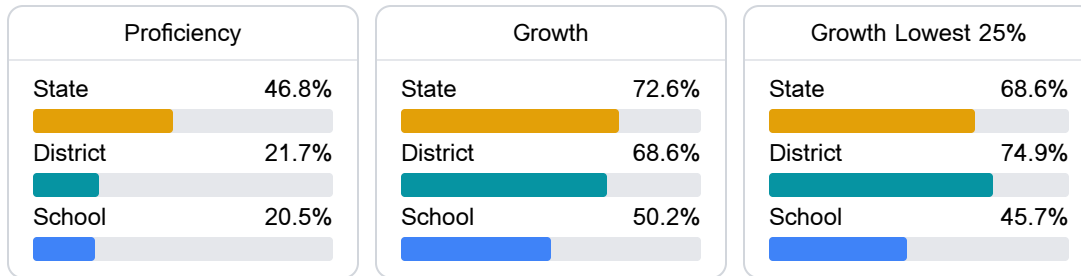 Proficiency
State 46.8%
District 21.7%
School 20.5%
Growth
State 72.6%
District 68.6%
School 50.2%
Growth Lowest 25%
State 68.6%
District 74.9%
School 45.7%